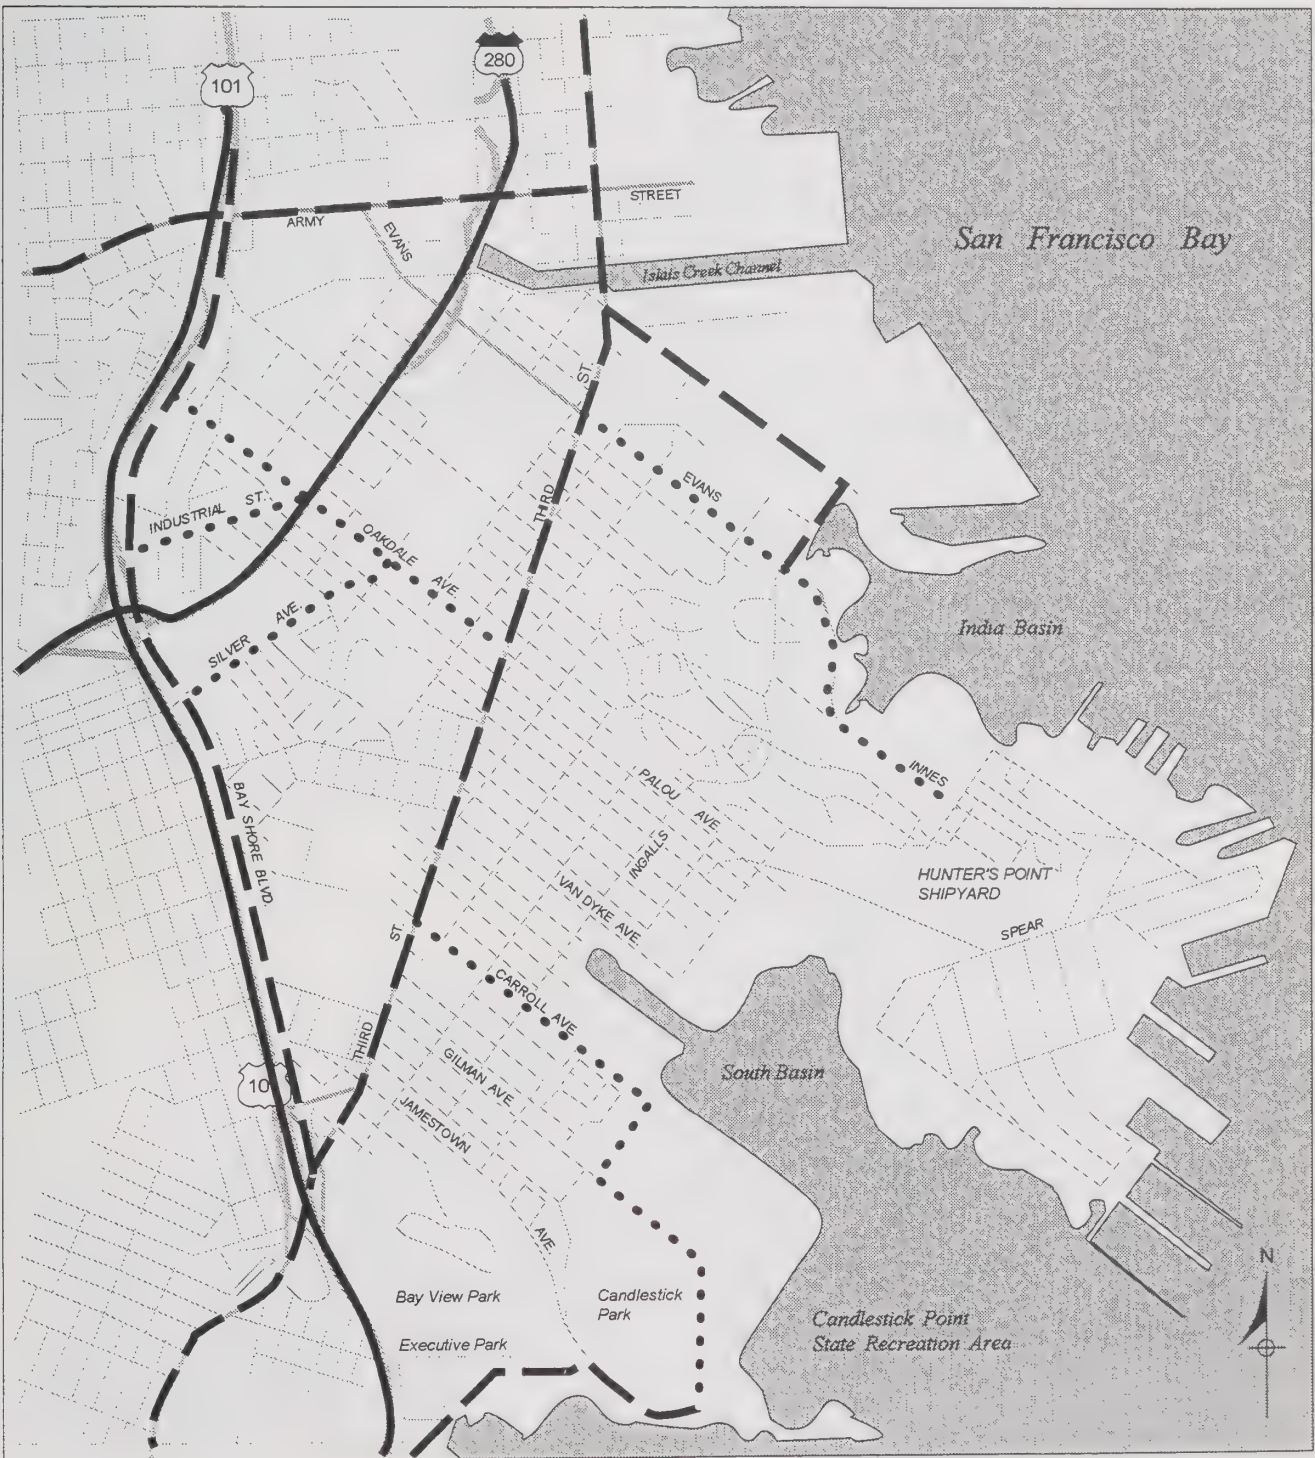 101
280
ARMY
STREET
EVANS
San Francisco Bay
Islais Creek Channel
ST.
THIRD
EVANS
INDUSTRIAL ST.
OAKDALE AVE
SILVER AVE.
India Basin
INNES
BAY SHORE BLVD.
PALOU AVE
INGALLS
VAN DYKE AVE
HUNTER'S POINT
SHIPYARD
SPEAR
ST.
THIRD
CARROLL AVE
GILMAN AVE
JAMESTOWN
AVE.
South Basin
10
N
Bay View Park
Executive Park
Candlestick
Park
Candlestick Point
State Recreation Area